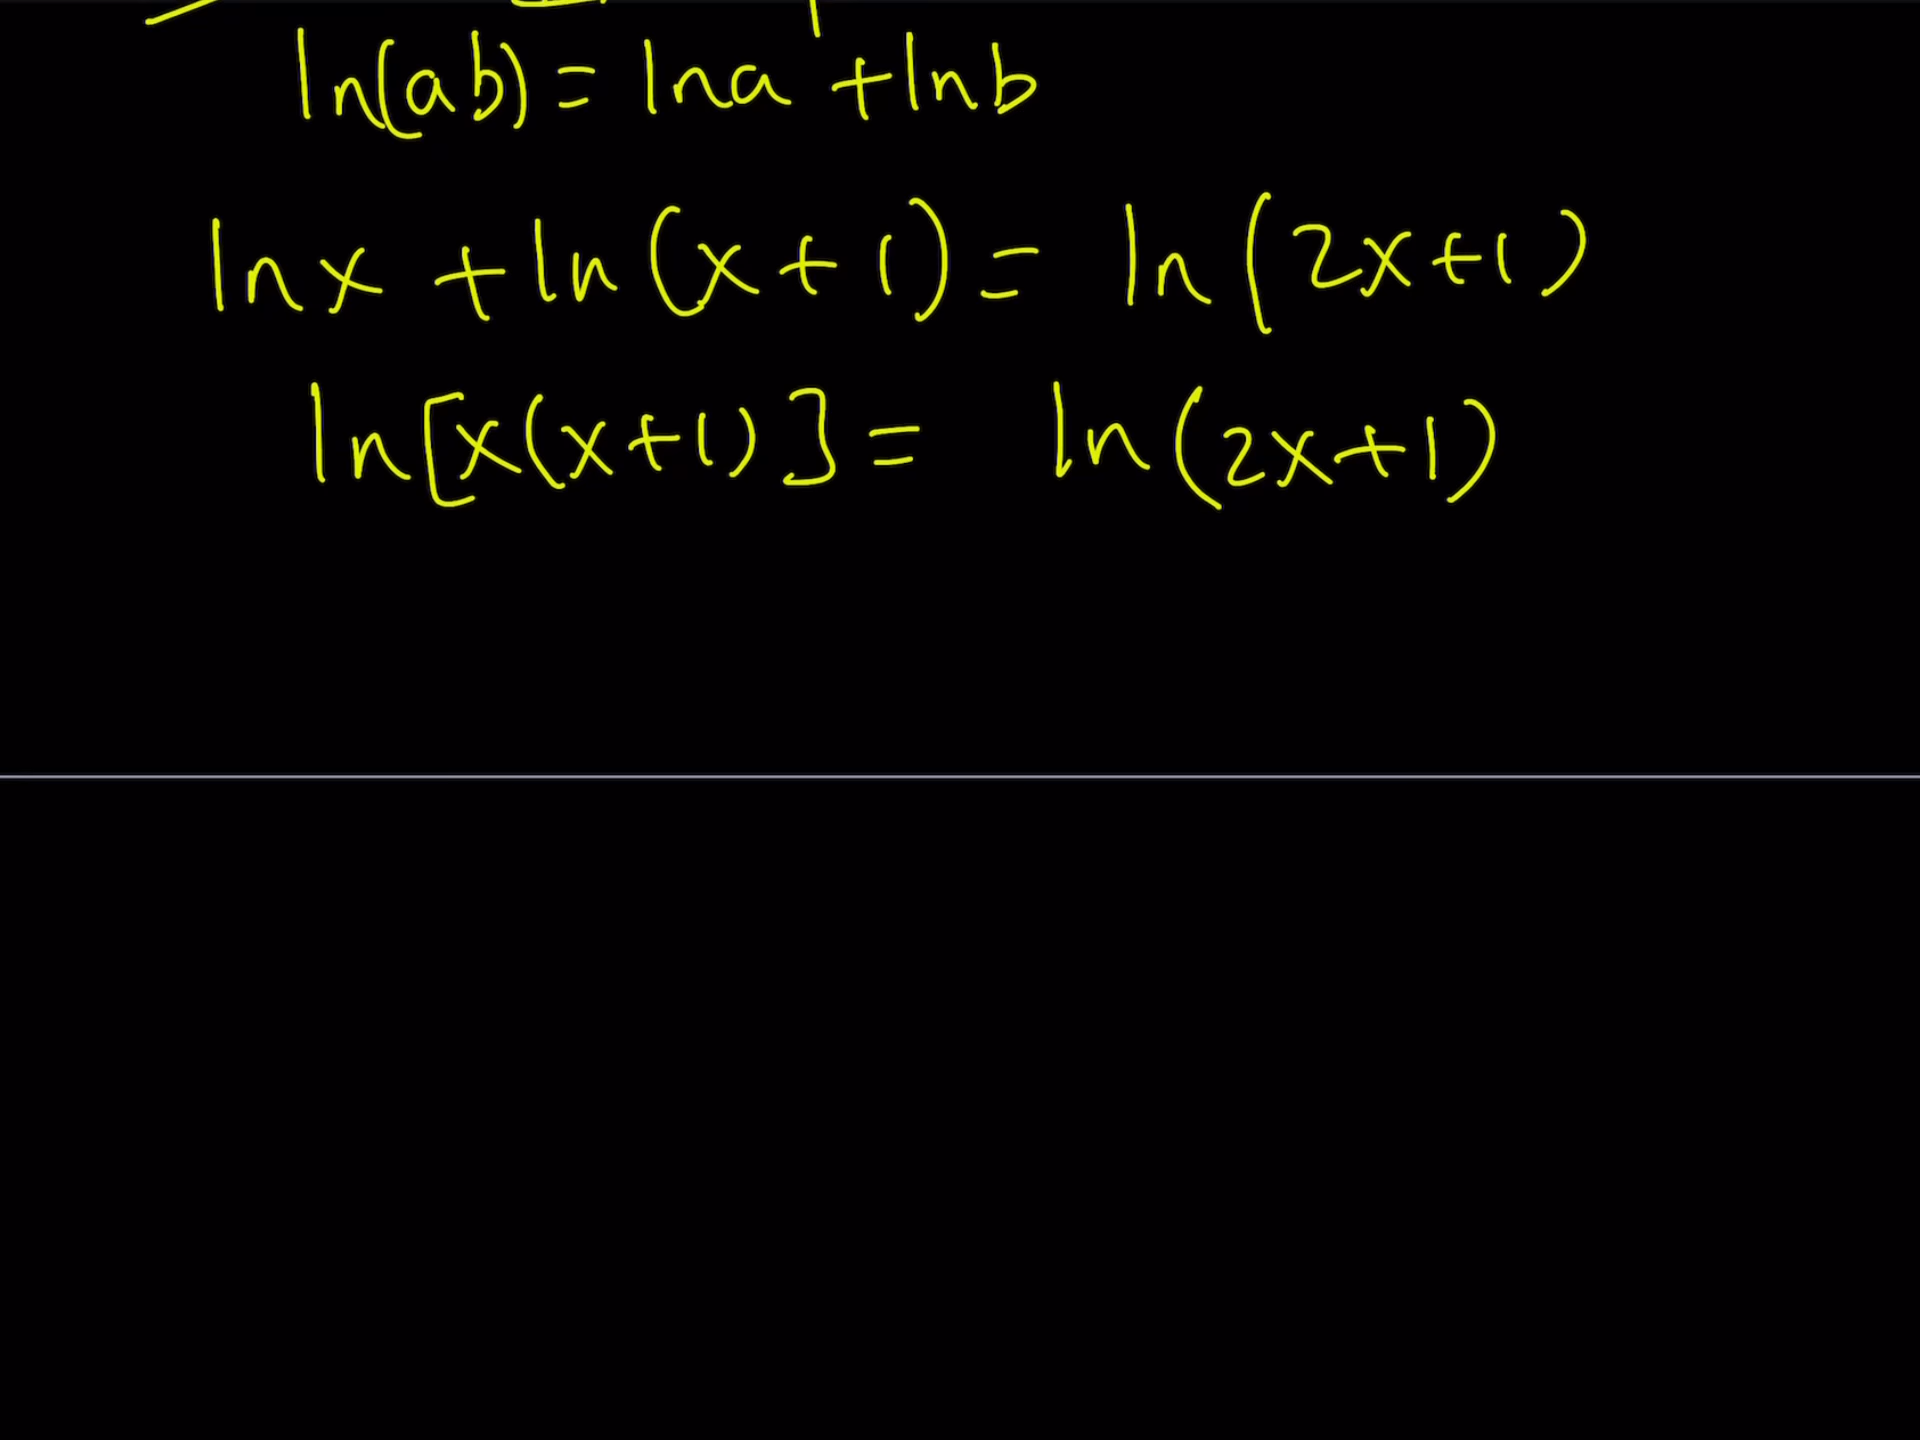 ln(ab) = lna + lnb
lnx + ln(x+1) = ln(2x+1)
ln[x(x+1)] = ln(2x+1)